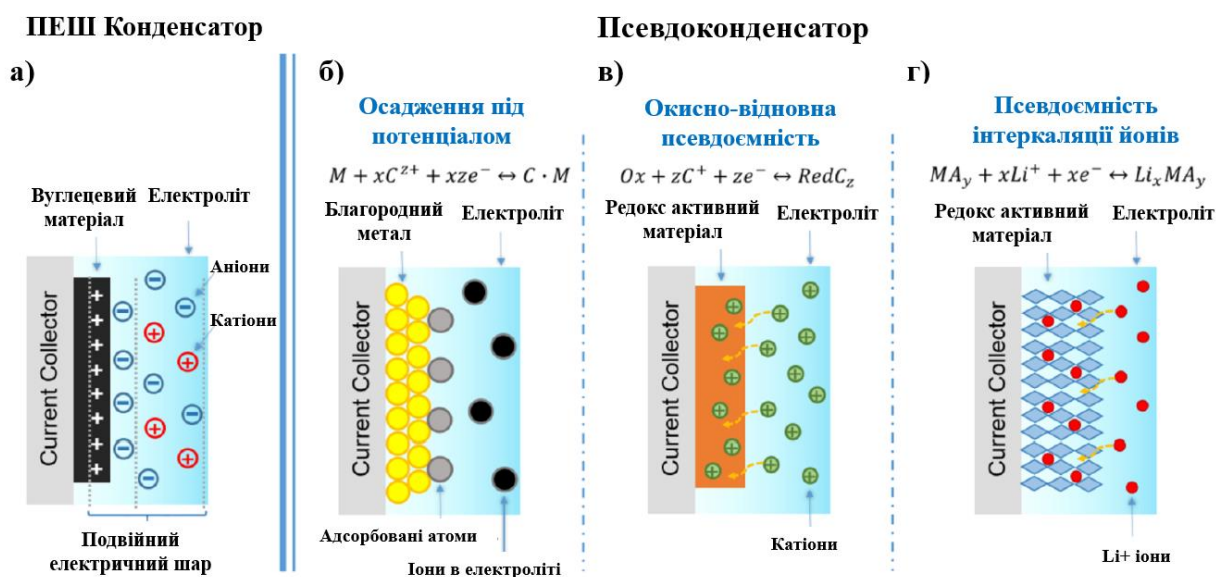 ПЕШ Конденсатор
Псевдоконденсатор
а)
б)
в)
г)
Осадження під
потенціалом
Окисно-відновна
псевдоємність
Псевдоємність
інтеркаляції йонів
M + xC^{z+} + xze^- ↔ C · M
Ox + zC^+ + ze^- ↔ RedC_z
MA_y + xLi^+ + xe^- ↔ Li_xMA_y
Вуглецевий
матеріал
Електроліт
Аніони
Катіони
Current Collector
Подвійний
електричний шар
Благородний
метал
Електроліт
Current Collector
Адсорбовані атоми
Іони в електроліті
Редокс активний
матеріал
Електроліт
Current Collector
Катіони
Редокс активний
матеріал
Електроліт
Current Collector
Li+ іони